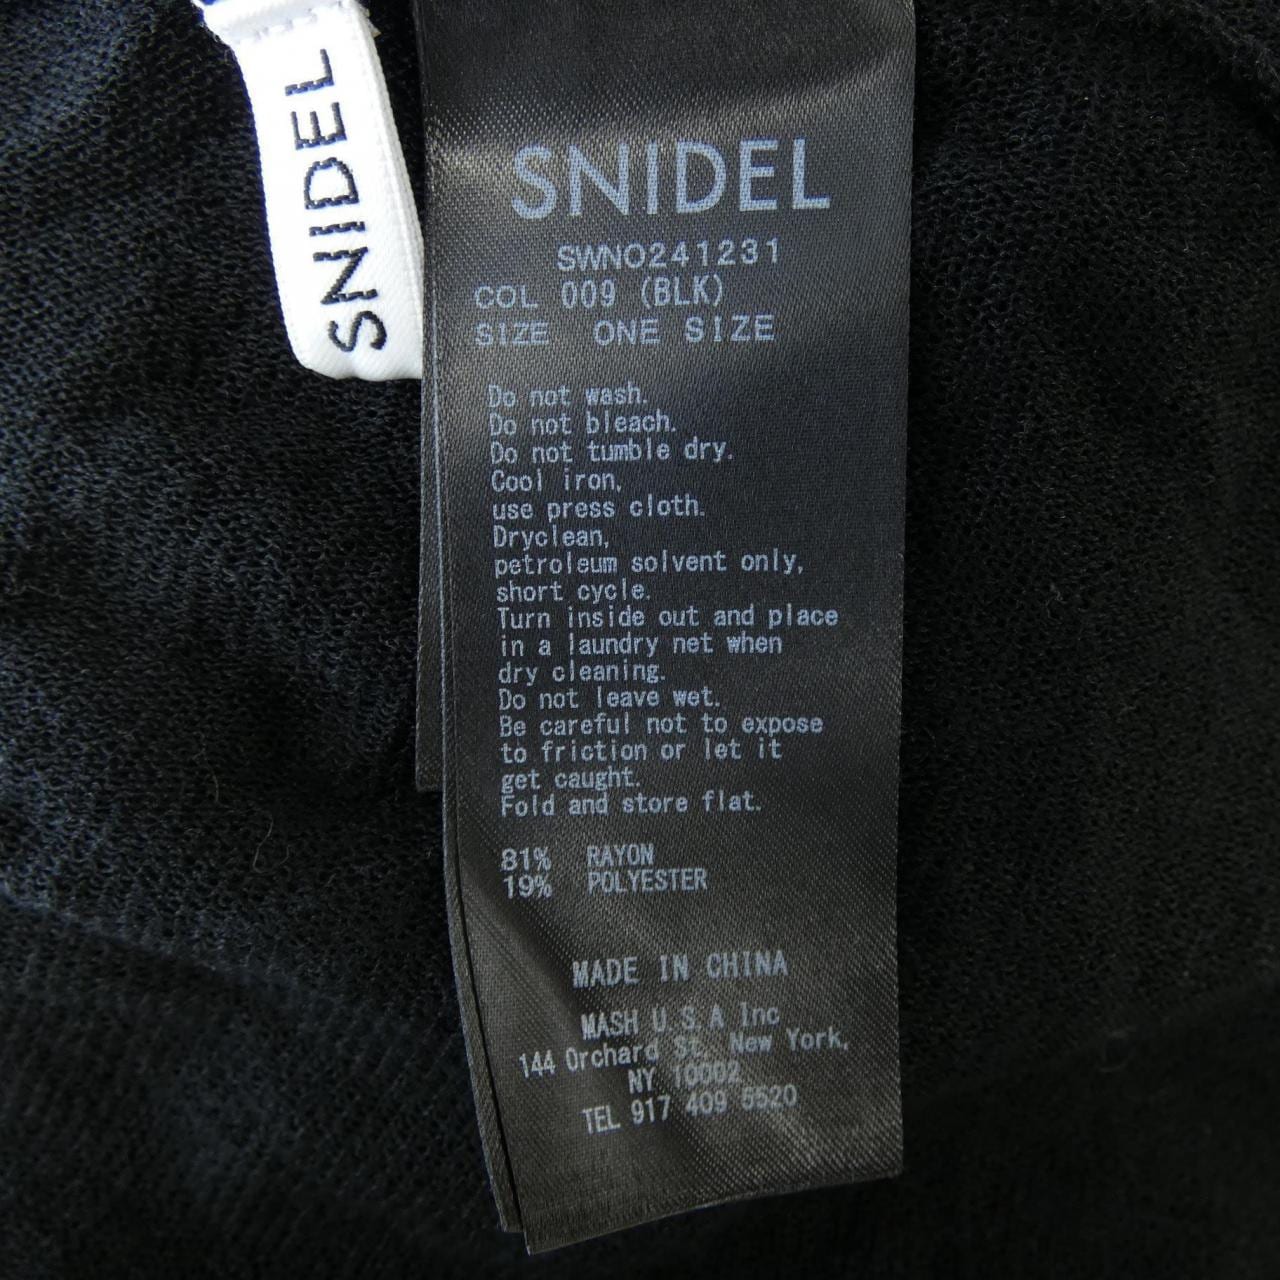 SNIDEL
SNIDEL
SWNO241231
COL 009 (BLK)
SIZE ONE SIZE
Do not wash.
Do not bleach.
Do not tumble dry.
Cool iron,
use press cloth.
Dryclean,
petroleum solvent only,
short cycle.
Turn inside out and place
in a laundry net when
dry cleaning.
Do not leave wet.
Be careful not to expose
to friction or let it
get caught.
Fold and store flat.
81% RAYON
19% POLYESTER
MADE IN CHINA
MASH U.S.A Inc
144 Orchard St. New York,
NY 10002
TEL 917 409 5520